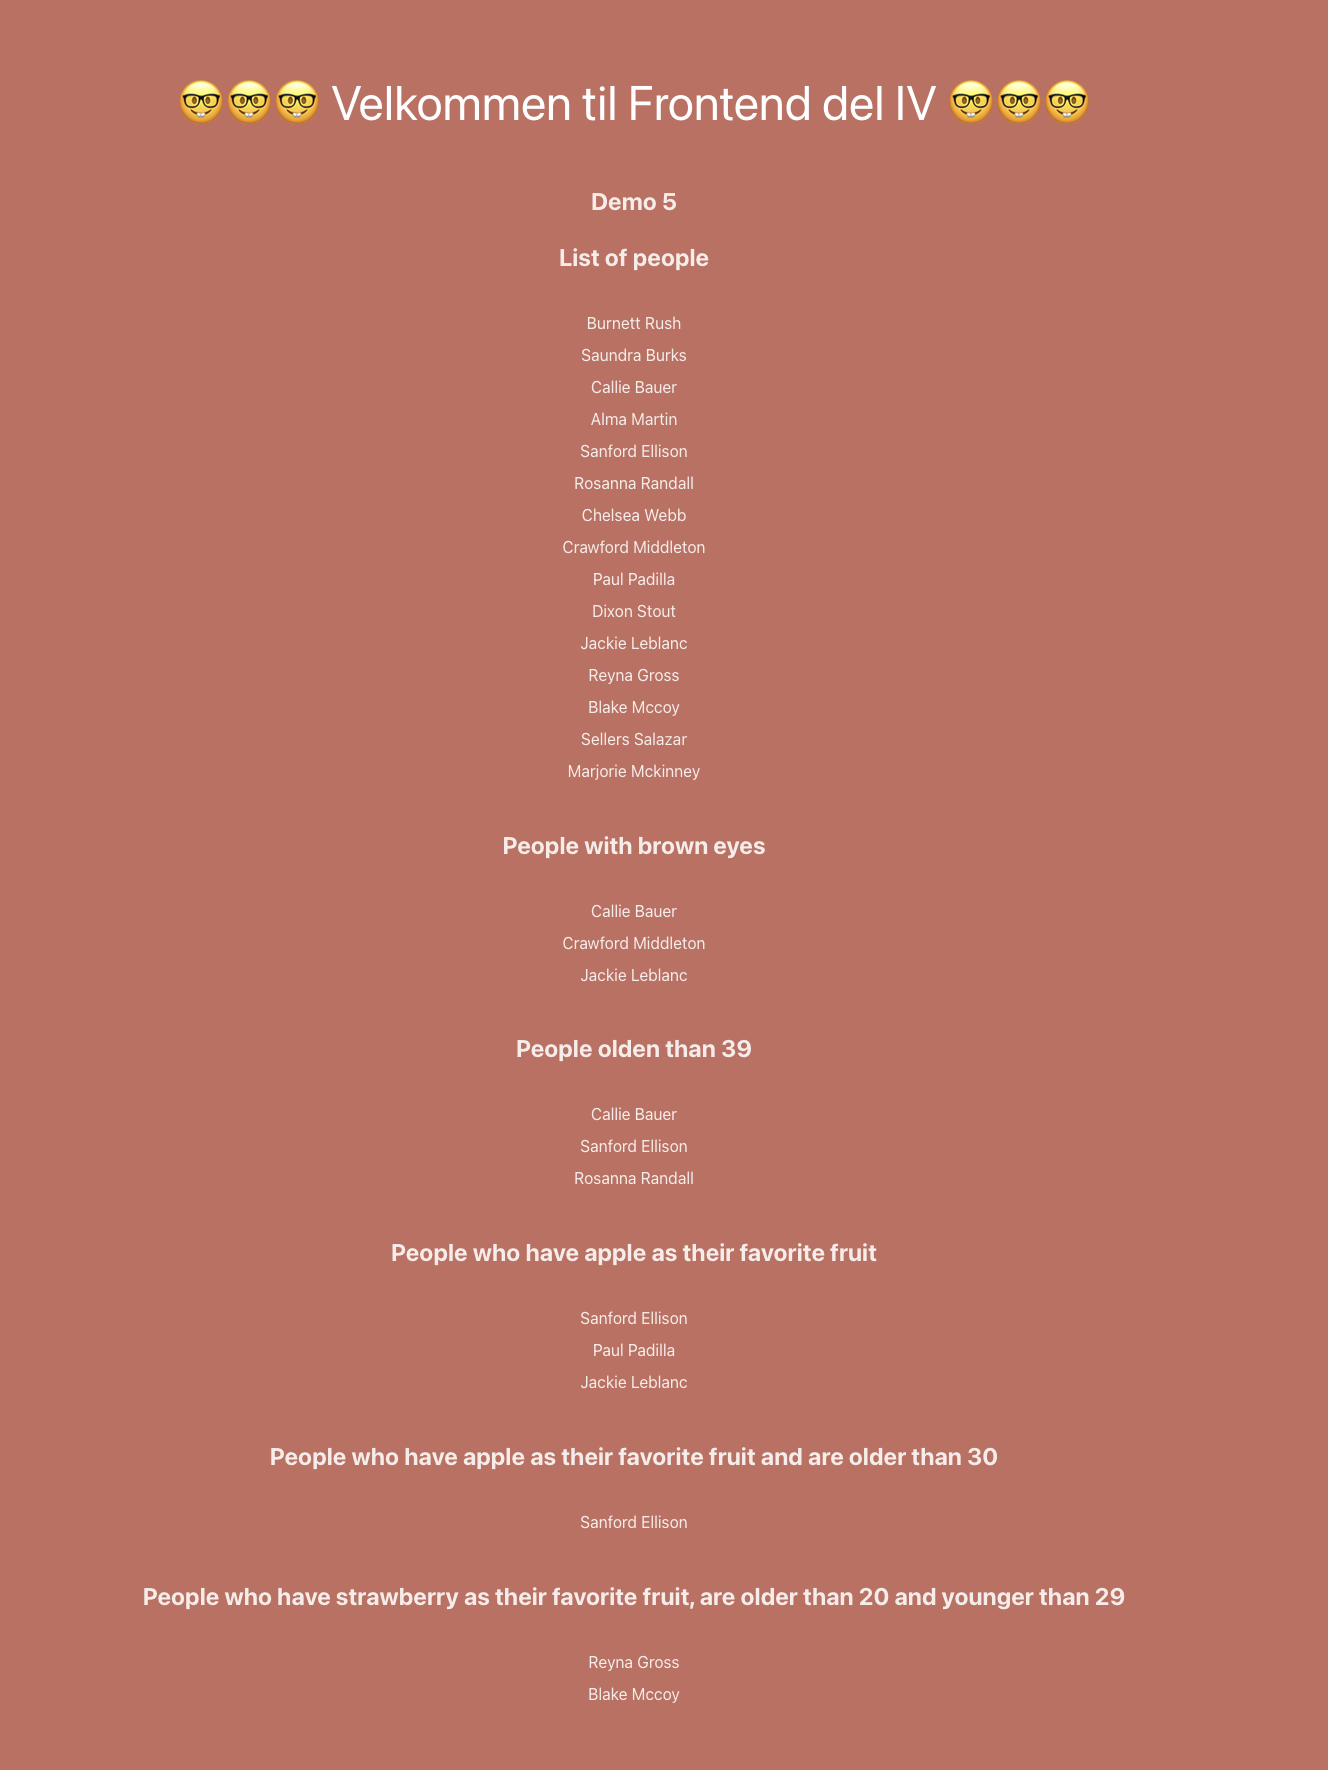 🤓🤓🤓 Velkommen til Frontend del IV 🤓🤓🤓
Demo 5
List of people
Burnett Rush
Saundra Burks
Callie Bauer
Alma Martin
Sanford Ellison
Rosanna Randall
Chelsea Webb
Crawford Middleton
Paul Padilla
Dixon Stout
Jackie Leblanc
Reyna Gross
Blake Mccoy
Sellers Salazar
Marjorie Mckinney
People with brown eyes
Callie Bauer
Crawford Middleton
Jackie Leblanc
People olden than 39
Callie Bauer
Sanford Ellison
Rosanna Randall
People who have apple as their favorite fruit
Sanford Ellison
Paul Padilla
Jackie Leblanc
People who have apple as their favorite fruit and are older than 30
Sanford Ellison
People who have strawberry as their favorite fruit, are older than 20 and younger than 29
Reyna Gross
Blake Mccoy